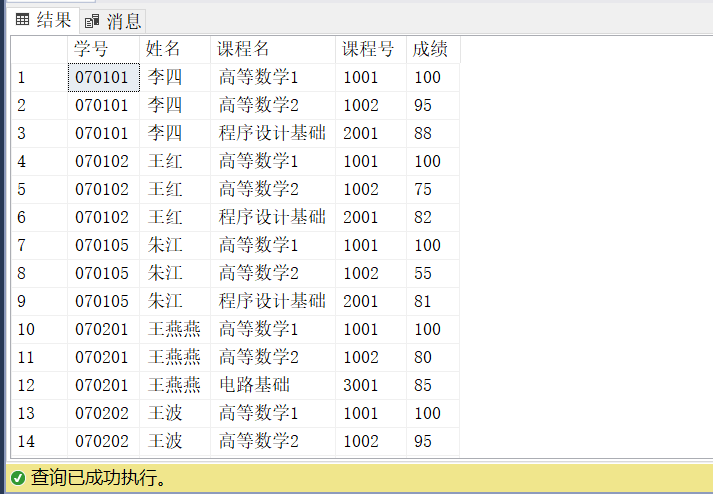 结果 消息
学号 姓名 课程名 课程号 成绩
1 070101 李四 高等数学1 1001 100
2 070101 李四 高等数学2 1002 95
3 070101 李四 程序设计基础 2001 88
4 070102 王红 高等数学1 1001 100
5 070102 王红 高等数学2 1002 75
6 070102 王红 程序设计基础 2001 82
7 070105 朱江 高等数学1 1001 100
8 070105 朱江 高等数学2 1002 55
9 070105 朱江 程序设计基础 2001 81
10 070201 王燕燕 高等数学1 1001 100
11 070201 王燕燕 高等数学2 1002 80
12 070201 王燕燕 电路基础 3001 85
13 070202 王波 高等数学1 1001 100
14 070202 王波 高等数学2 1002 95
查询已成功执行。